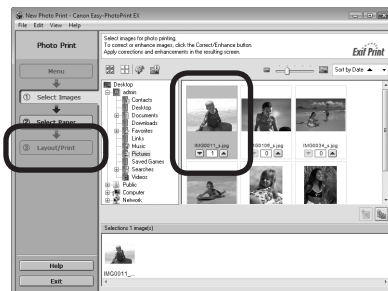 New Photo Print - Canon Easy-PhotoPrint EX
File Edit View Help
Photo Print
Select images for photo printing.
To correct or enhance images, click the Correct/Enhance button.
Apply corrections and enhancements in the resulting screen.
Exif Print
Menu
① Select Images
② Select Paper
③ Layout/Print
Help
Exit
Sort by Date
Desktop
admin
Contacts
Desktop
Documents
Downloads
Favorites
Links
Music
Pictures
Saved Games
Searches
Videos
Public
Computer
Network
IMG0011_s.jpg
1
0
IMG0034_s.jpg
0
Selections 1 image(s)
IMG0011_...